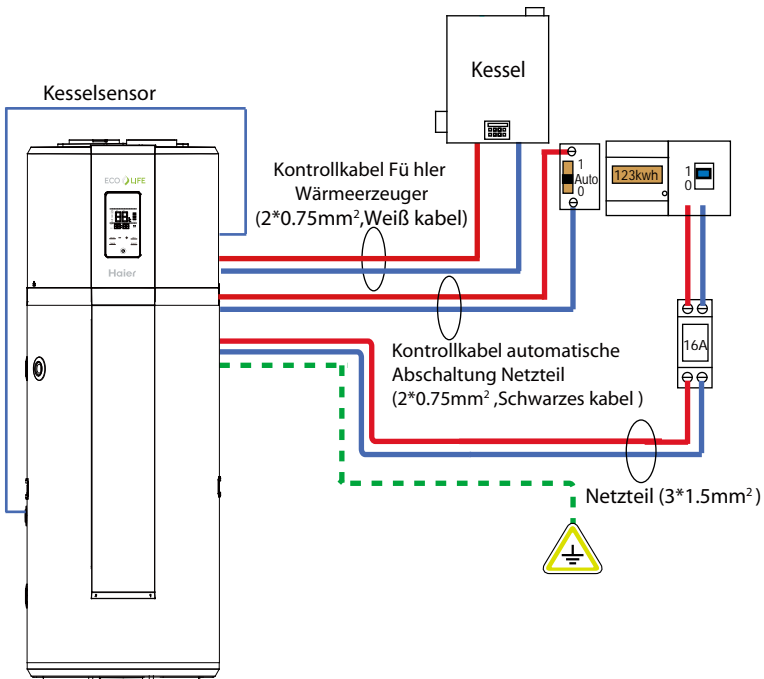 Kessel
Kesselsensor
Kontrollkabel Fü hler
Wärmeerzeuger
(2*0.75mm²,Weiß kabel)
1
Auto
0
123kwh
1
0
ECO LIFE
88
Haier
16A
Kontrollkabel automatische
Abschaltung Netzteil
(2*0.75mm² ,Schwarzes kabel )
Netzteil (3*1.5mm²)